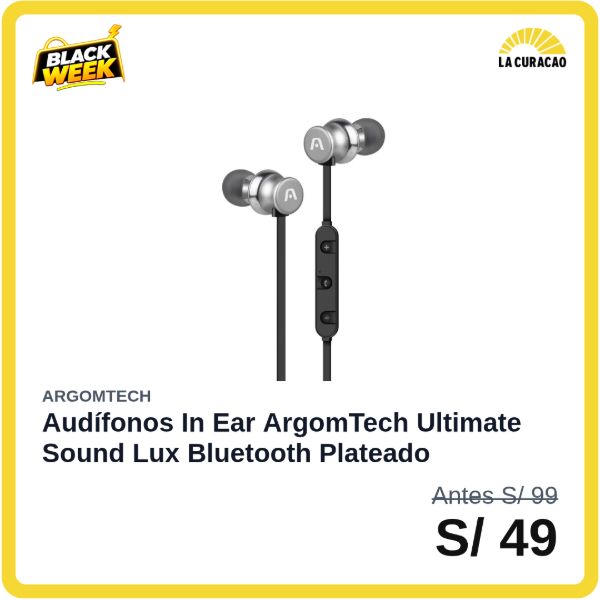 BLACK
WEEK
LA CURACAO
ARGOMTECH
Audífonos In Ear ArgomTech Ultimate
Sound Lux Bluetooth Plateado
Antes S/ 99
S/ 49